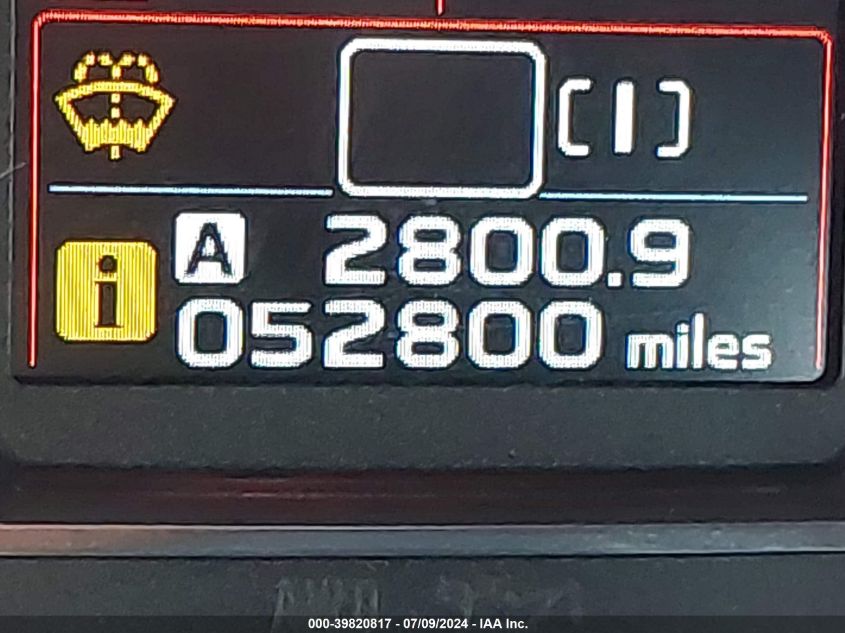 [ I ]
A 2800.9
i 052800 miles
000-39820817 - 07/09/2024 - IAA Inc.